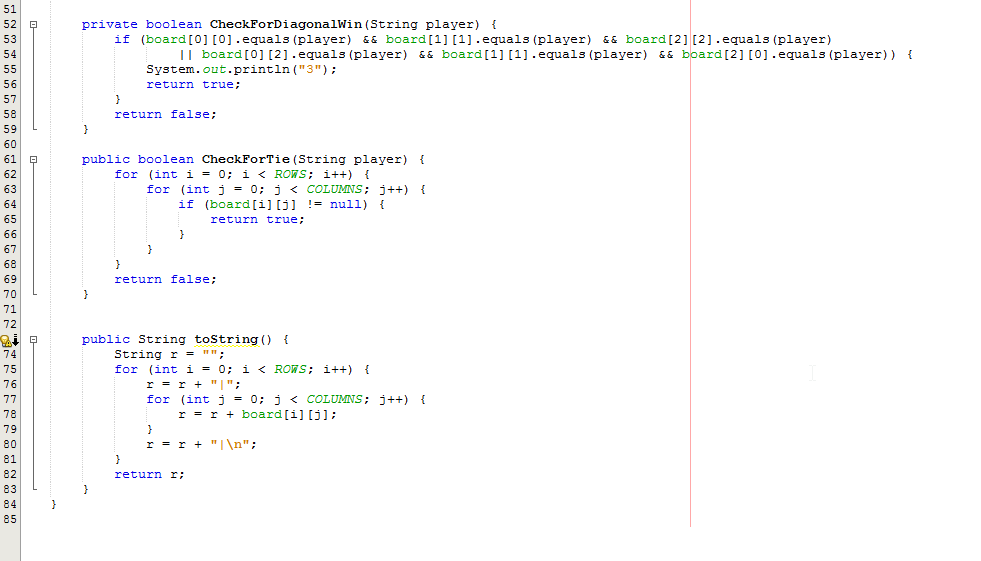 51
52 private boolean CheckForDiagonalWin(String player) {
53 if (board[0][0].equals(player) && board[1][1].equals(player) && board[2][2].equals(player)
54 || board[0][2].equals(player) && board[1][1].equals(player) && board[2][0].equals(player)) {
55 System.out.println("3");
56 return true;
57 }
58 return false;
59 }
60
61 public boolean CheckForTie(String player) {
62 for (int i = 0; i < ROWS; i++) {
63 for (int j = 0; j < COLUMNS; j++) {
64 if (board[i][j] != null) {
65 return true;
66 }
67 }
68 }
69 return false;
70 }
71
72
public String toString() {
74 String r = "";
75 for (int i = 0; i < ROWS; i++) {
76 r = r + "|";
77 for (int j = 0; j < COLUMNS; j++) {
78 r = r + board[i][j];
79 }
80 r = r + "|\n";
81 }
82 return r;
83 }
84 }
85